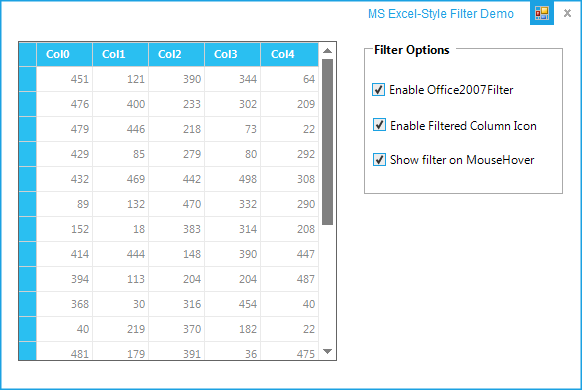 MS Excel-Style Filter Demo
Col0 Col1 Col2 Col3 Col4
451 121 390 344 64
476 400 233 302 209
479 446 218 73 22
429 85 279 80 292
432 469 442 498 308
89 132 470 332 290
152 18 383 314 208
414 444 148 390 447
394 113 204 204 487
368 30 316 454 40
40 219 370 182 22
481 179 391 36 475
Filter Options
Enable Office2007Filter
Enable Filtered Column Icon
Show filter on MouseHover